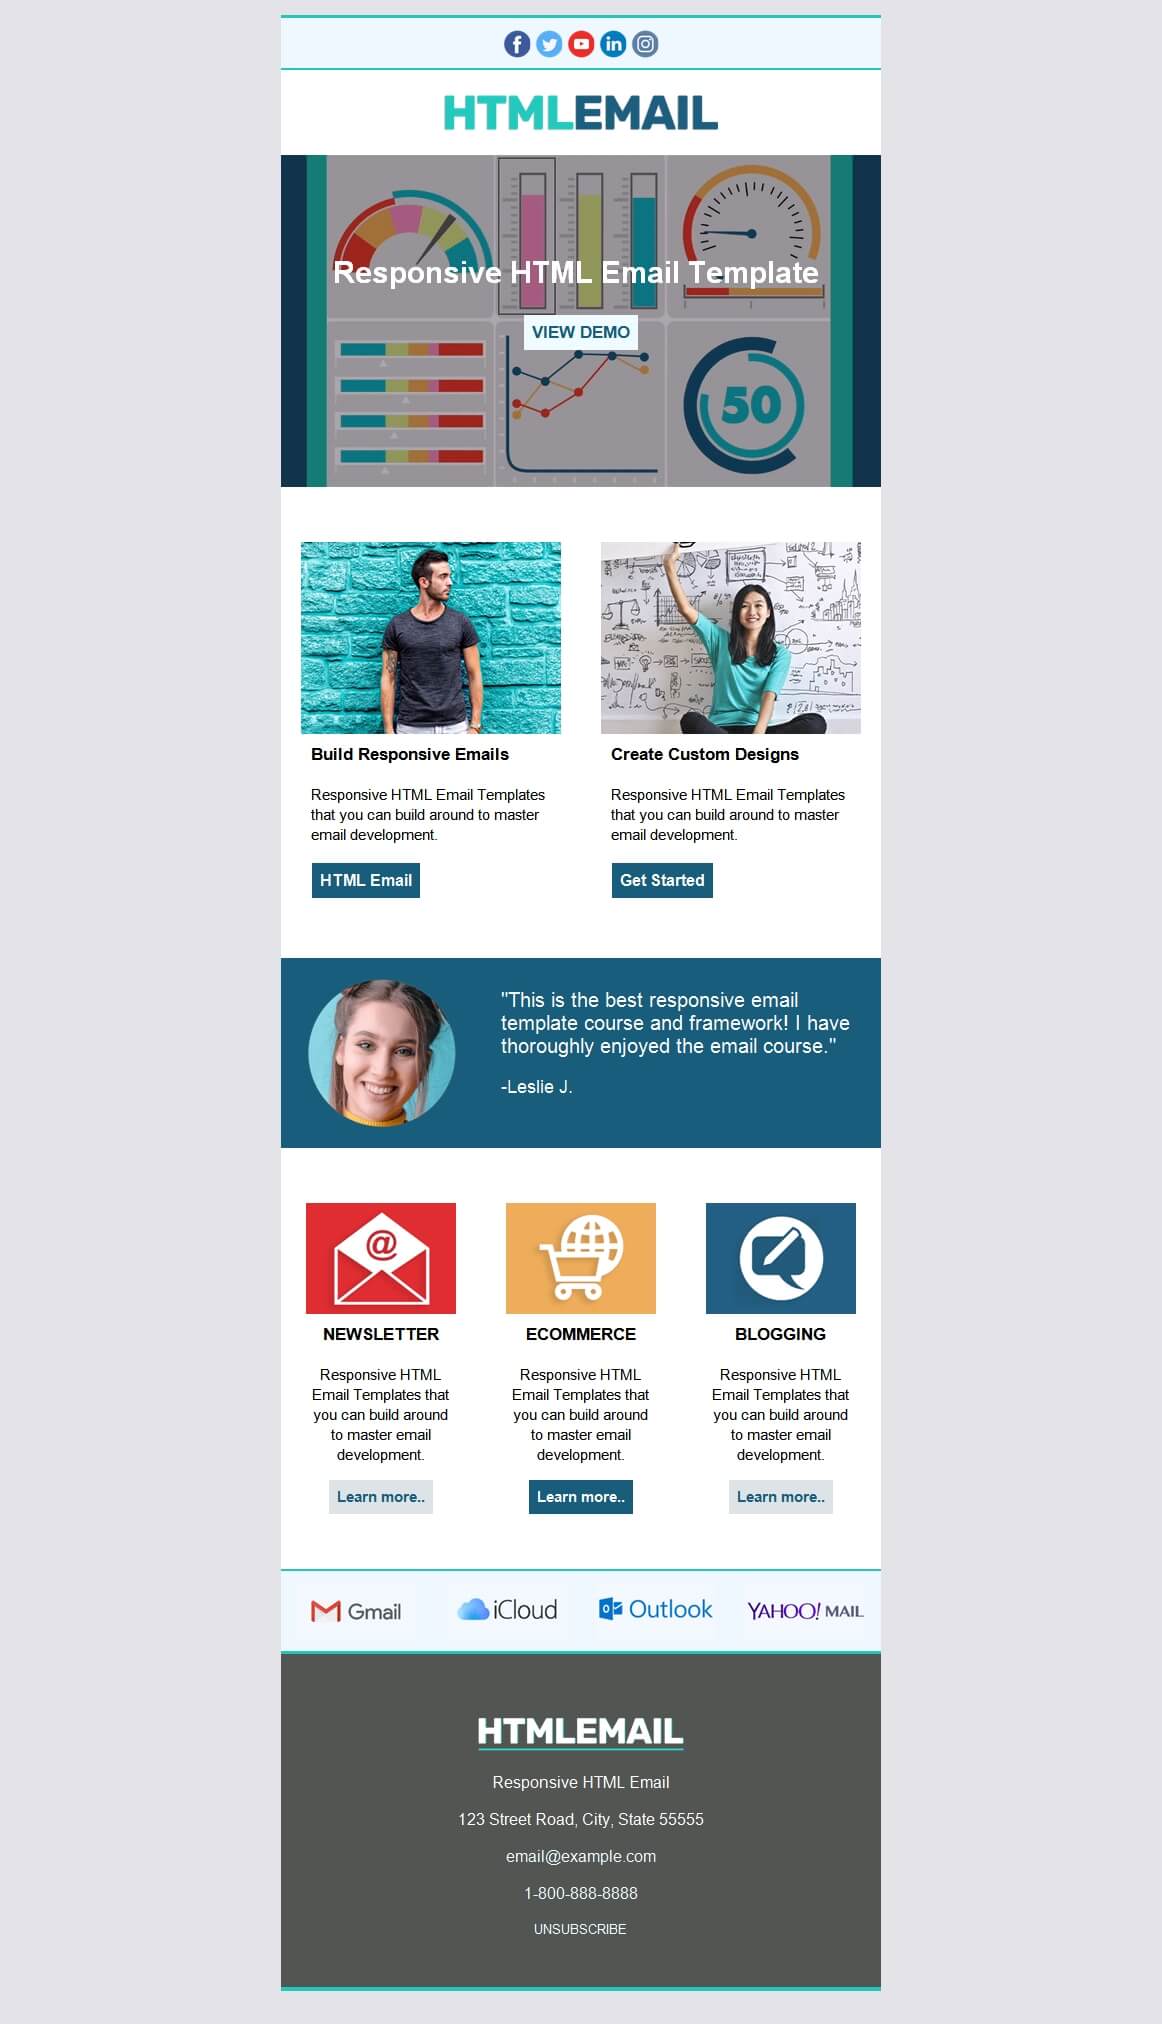 HTMLEMAIL
Responsive HTML Email Template
VIEW DEMO
50
Build Responsive Emails
Responsive HTML Email Templates
that you can build around to master
email development.
HTML Email
Create Custom Designs
Responsive HTML Email Templates
that you can build around to master
email development.
Get Started
"This is the best responsive email
template course and framework! I have
thoroughly enjoyed the email course."
-Leslie J.
NEWSLETTER
Responsive HTML
Email Templates that
you can build around
to master email
development.
Learn more..
ECOMMERCE
Responsive HTML
Email Templates that
you can build around
to master email
development.
Learn more..
BLOGGING
Responsive HTML
Email Templates that
you can build around
to master email
development.
Learn more..
Gmail
iCloud
Outlook
YAHOO! MAIL
HTMLEMAIL
Responsive HTML Email
123 Street Road, City, State 55555
email@example.com
1-800-888-8888
UNSUBSCRIBE